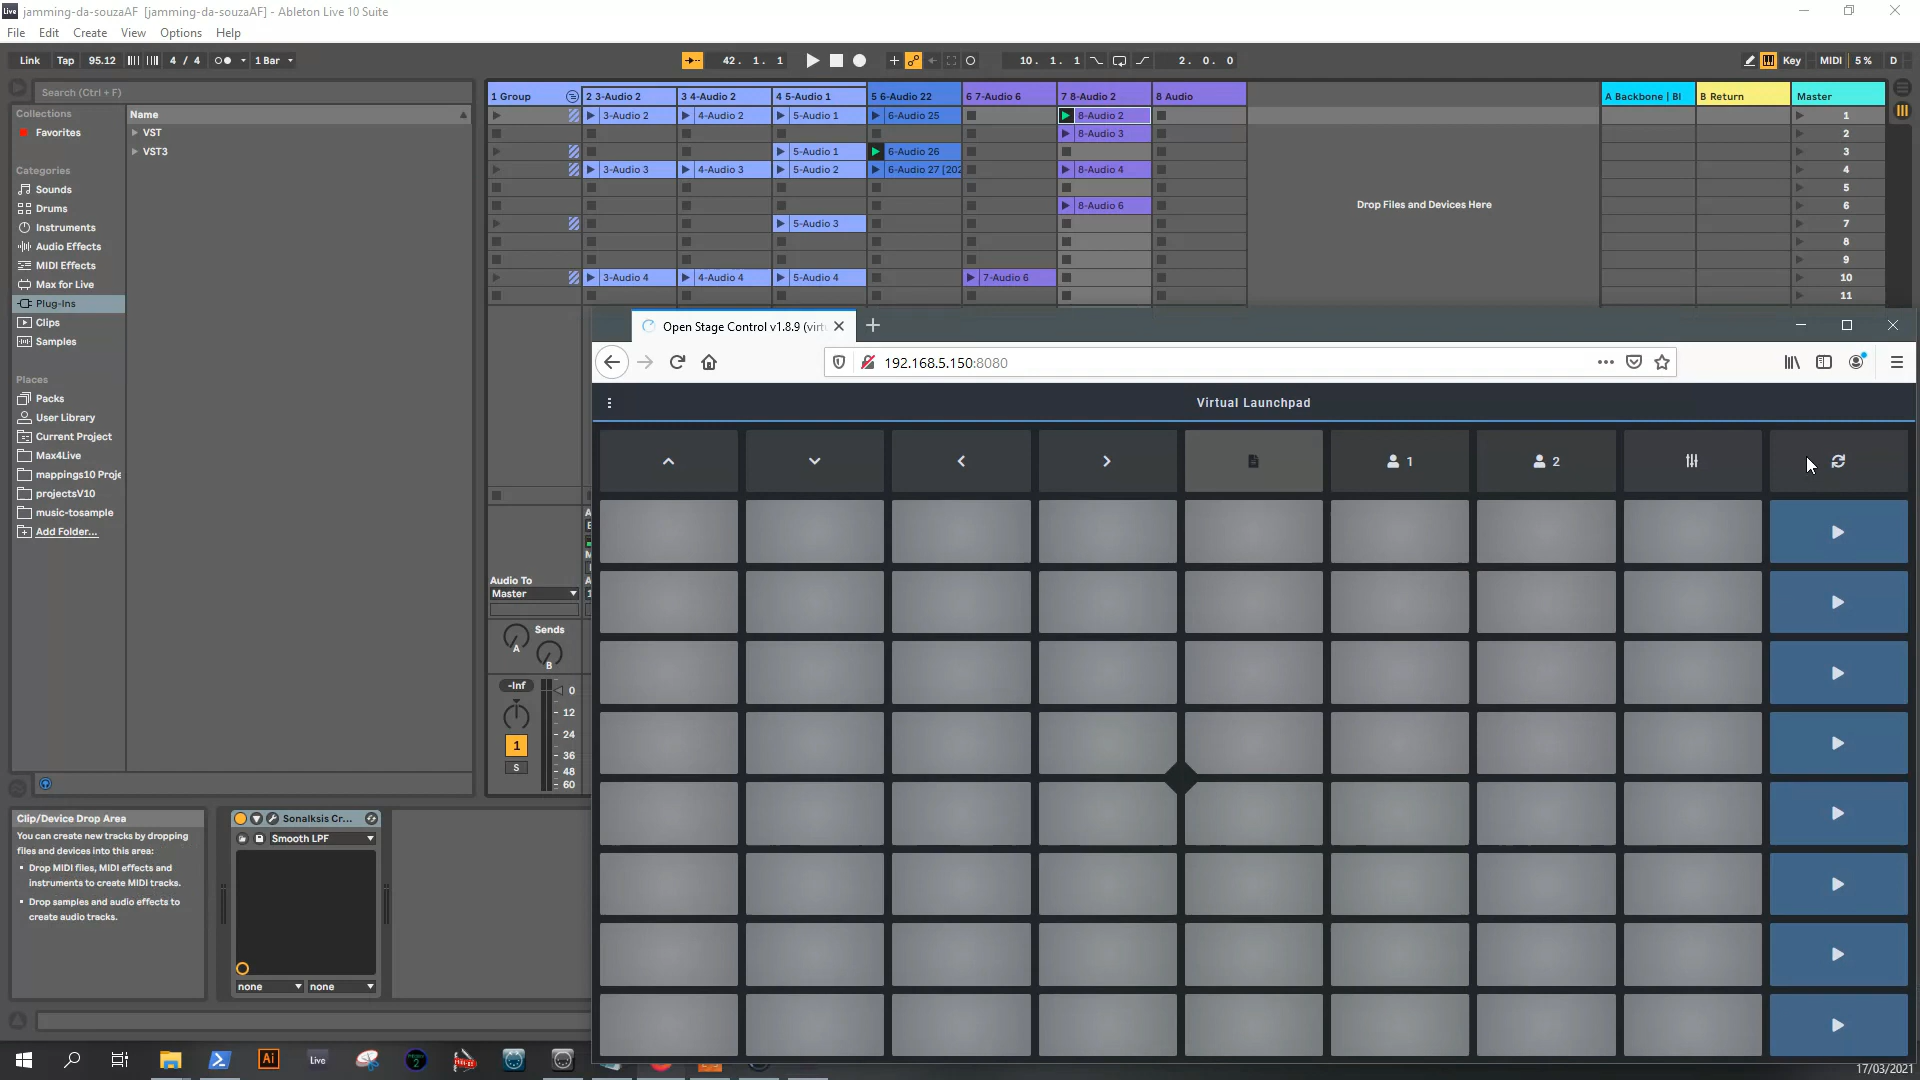 jamming-da-souzaAF [jamming-da-souzaAF] - Ableton Live 10 Suite
File Edit Create View Options Help
Link Tap 95.12 4 / 4 1 Bar 42. 1. 1 10. 1. 1 2. 0. 0 Key MIDI 5 % D
Search (Ctrl + F)
Collections
Favorites
Categories
Sounds
Drums
Instruments
Audio Effects
MIDI Effects
Max for Live
Plug-Ins
Clips
Samples
Places
Packs
User Library
Current Project
Max4Live
mappings10 Proje
projectsV10
music-tosample
Add Folder...
Name
VST
VST3
1 Group 2 3-Audio 2 3 4-Audio 2 4 5-Audio 1 5 6-Audio 22 6 7-Audio 6 7 8-Audio 2 8 Audio A Backbone | Bl B Return Master
3-Audio 2 4-Audio 2 5-Audio 1 6-Audio 25 8-Audio 2 1
8-Audio 3 2
5-Audio 1 6-Audio 26 3
3-Audio 3 4-Audio 3 5-Audio 2 6-Audio 27 [202 8-Audio 4 4
5
8-Audio 6 6
5-Audio 3 7
8
9
3-Audio 4 4-Audio 4 5-Audio 4 7-Audio 6 10
11
Drop Files and Devices Here
Audio To
Master
Sends
A
B
-Inf
0
12
24
36
48
60
1
S
Open Stage Control v1.8.9 (virtu
192.168.5.150:8080
Virtual Launchpad
1
2
Clip/Device Drop Area
You can create new tracks by dropping
files and devices into this area:
Drop MIDI files, MIDI effects and
instruments to create MIDI tracks.
Drop samples and audio effects to
create audio tracks.
Sonalksis Cr...
Smooth LPF
none none
Ai
Live
17/03/2021